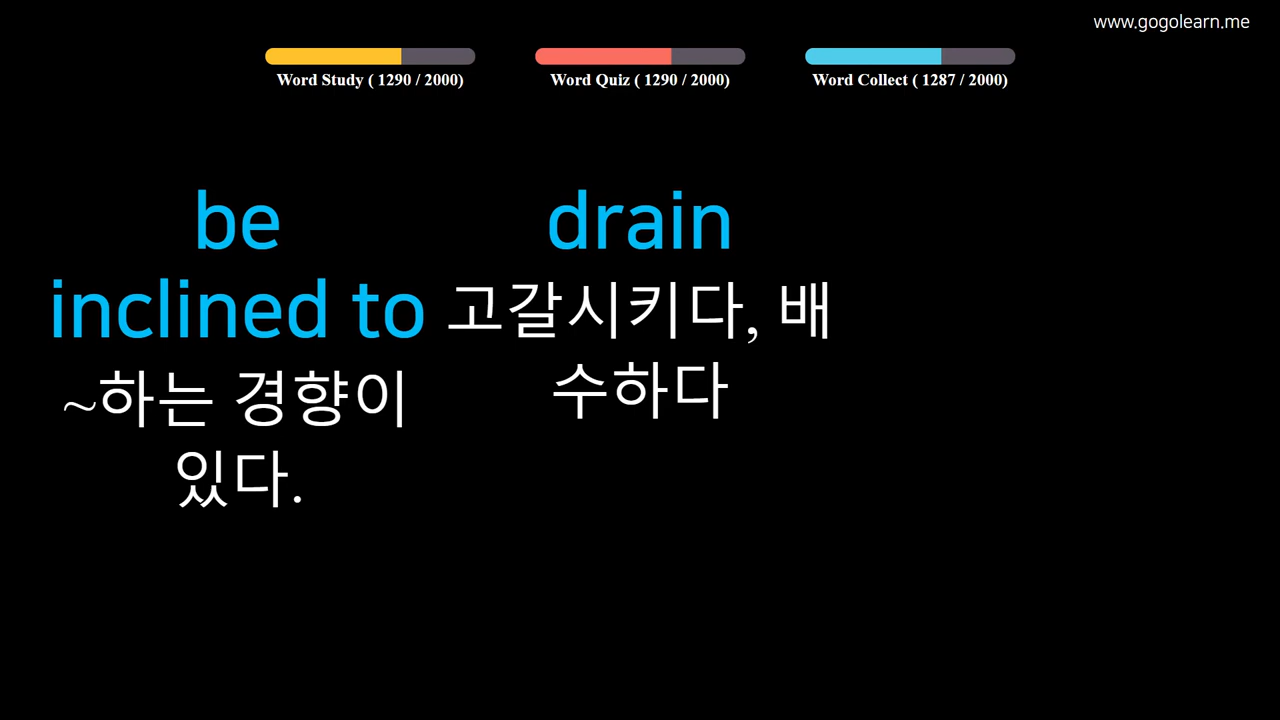 www.gogolearn.me
Word Study ( 1290 / 2000)
Word Quiz ( 1290 / 2000)
Word Collect ( 1287 / 2000)
be
inclined to
~하는 경향이
있다.
drain
고갈시키다, 배
수하다